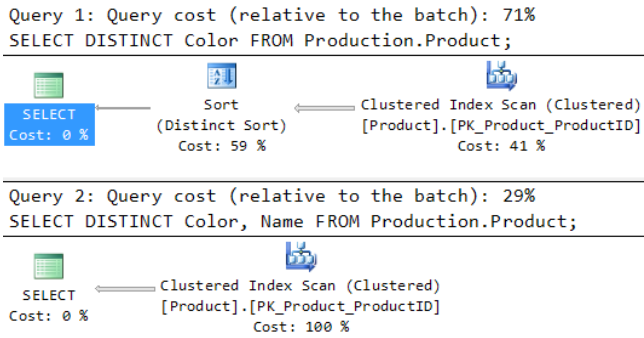 Query 1: Query cost (relative to the batch): 71%
SELECT DISTINCT Color FROM Production.Product;
SELECT
Cost: 0 %
Sort
(Distinct Sort)
Cost: 59 %
Clustered Index Scan (Clustered)
[Product].[PK_Product_ProductID]
Cost: 41 %
Query 2: Query cost (relative to the batch): 29%
SELECT DISTINCT Color, Name FROM Production.Product;
SELECT
Cost: 0 %
Clustered Index Scan (Clustered)
[Product].[PK_Product_ProductID]
Cost: 100 %